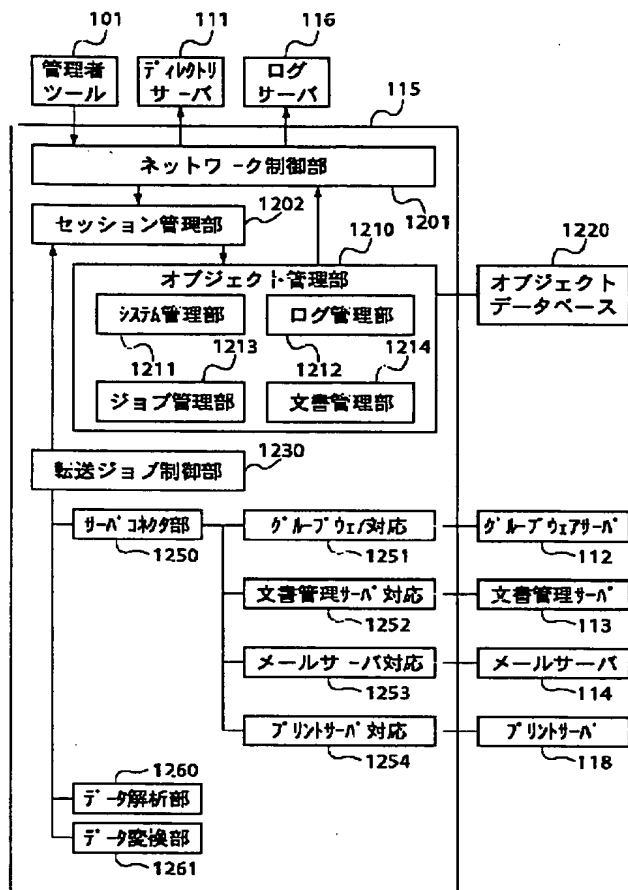 101
111
116
管理者
ツール
ディレクトリ
サーバ
ログ
サーバ
115
ネットワーク制御部
1201
セッション管理部
1202
1210
オブジェクト管理部
システム管理部
1211
ログ管理部
1212
1213
ジョブ管理部
1214
文書管理部
1220
オブジェクト
データベース
1230
転送ジョブ制御部
サーバコネクタ部
1250
グループウェア対応
1251
グループウェアサーバ
112
文書管理サーバ対応
1252
文書管理サーバ
113
メールサーバ対応
1253
メールサーバ
114
プリントサーバ対応
1254
プリントサーバ
118
1260
データ解析部
データ変換部
1261